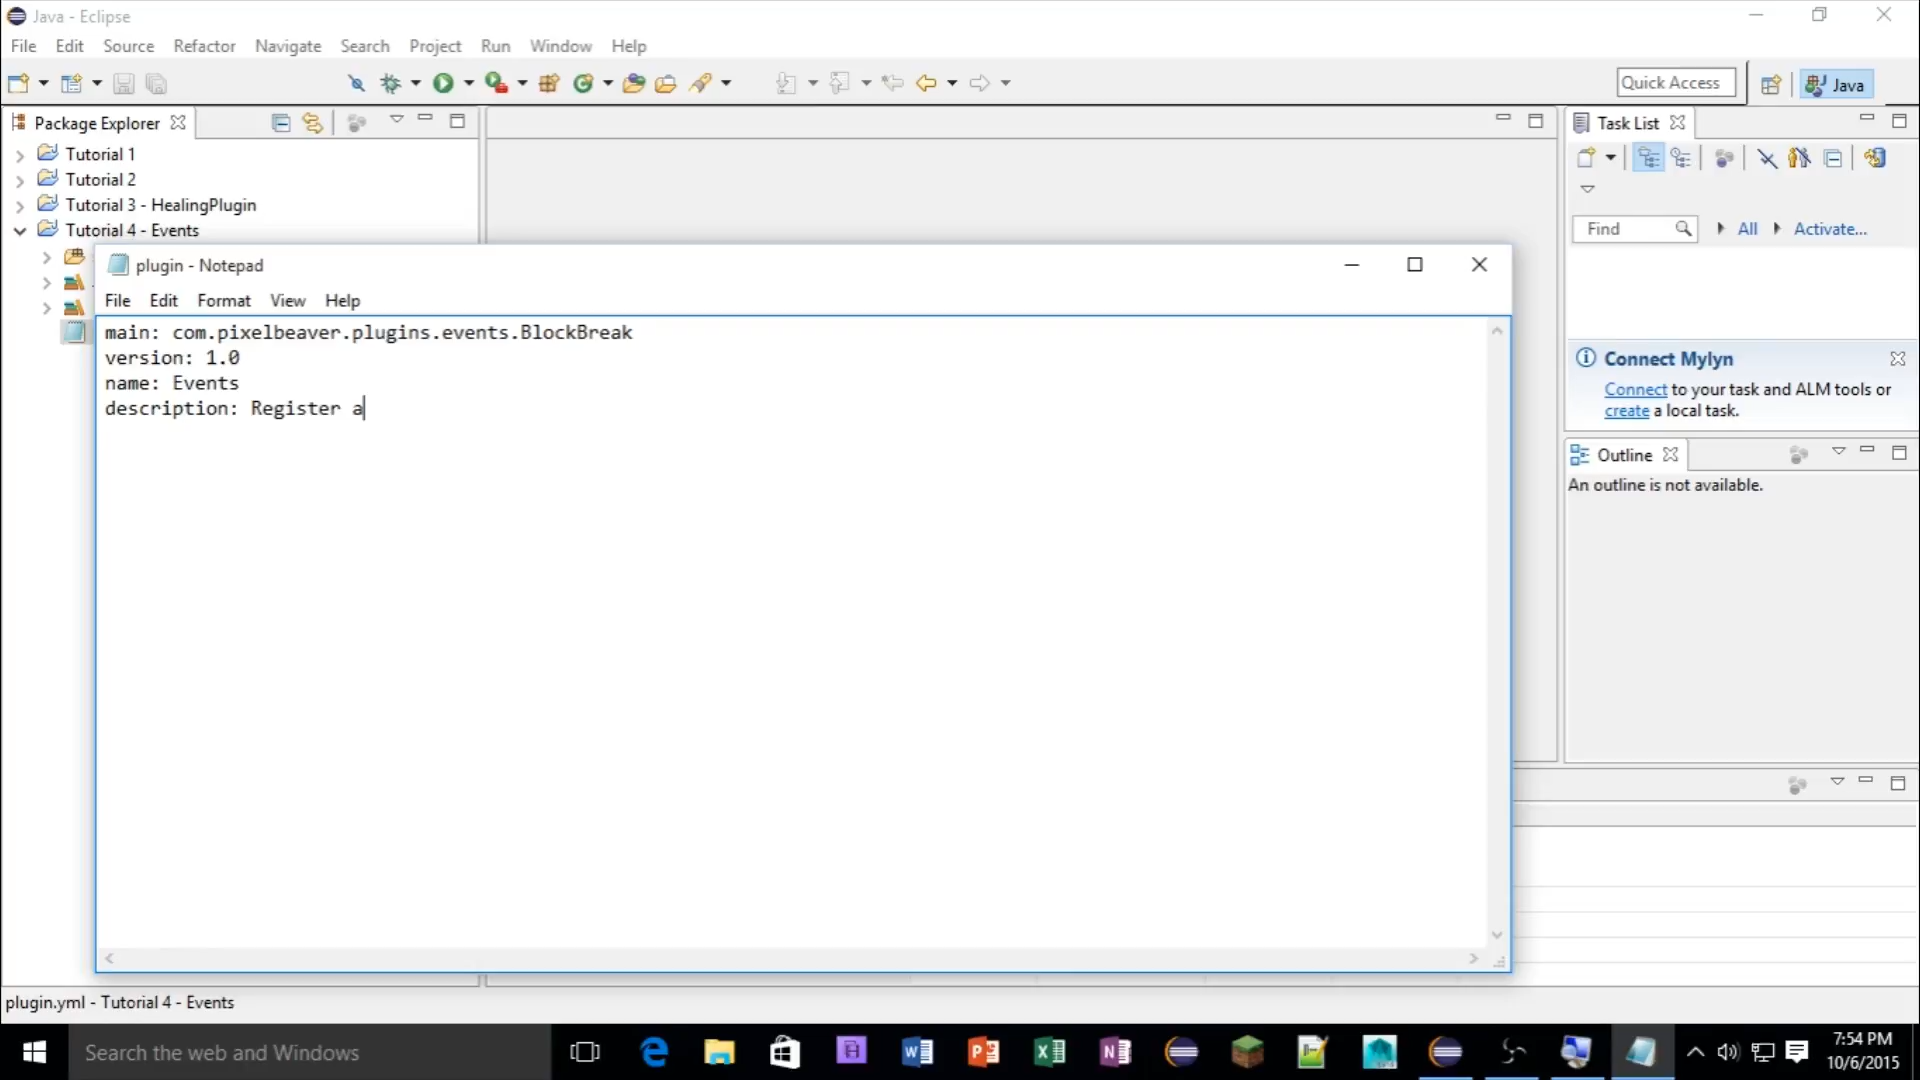 Java - Eclipse
File Edit Source Refactor Navigate Search Project Run Window Help
Quick Access Java
Package Explorer
Tutorial 1
Tutorial 2
Tutorial 3 - HealingPlugin
Tutorial 4 - Events
plugin - Notepad
File Edit Format View Help
main: com.pixelbeaver.plugins.events.BlockBreak
version: 1.0
name: Events
description: Register a
Task List
Find All Activate...
Connect Mylyn
Connect to your task and ALM tools or
create a local task.
Outline
An outline is not available.
plugin.yml - Tutorial 4 - Events
Search the web and Windows
7:54 PM
10/6/2015